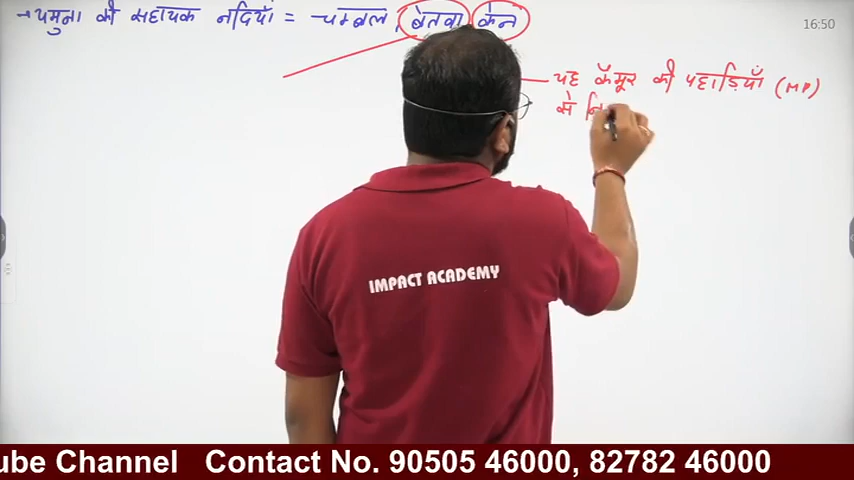 → यमुना की सहायक नदियाँ = → चम्बल, बेतवा केन
16:50
यह कैमूर की पहाड़ियाँ (MP)
से नि
IMPACT ACADEMY
ube Channel Contact No. 90505 46000, 82782 46000